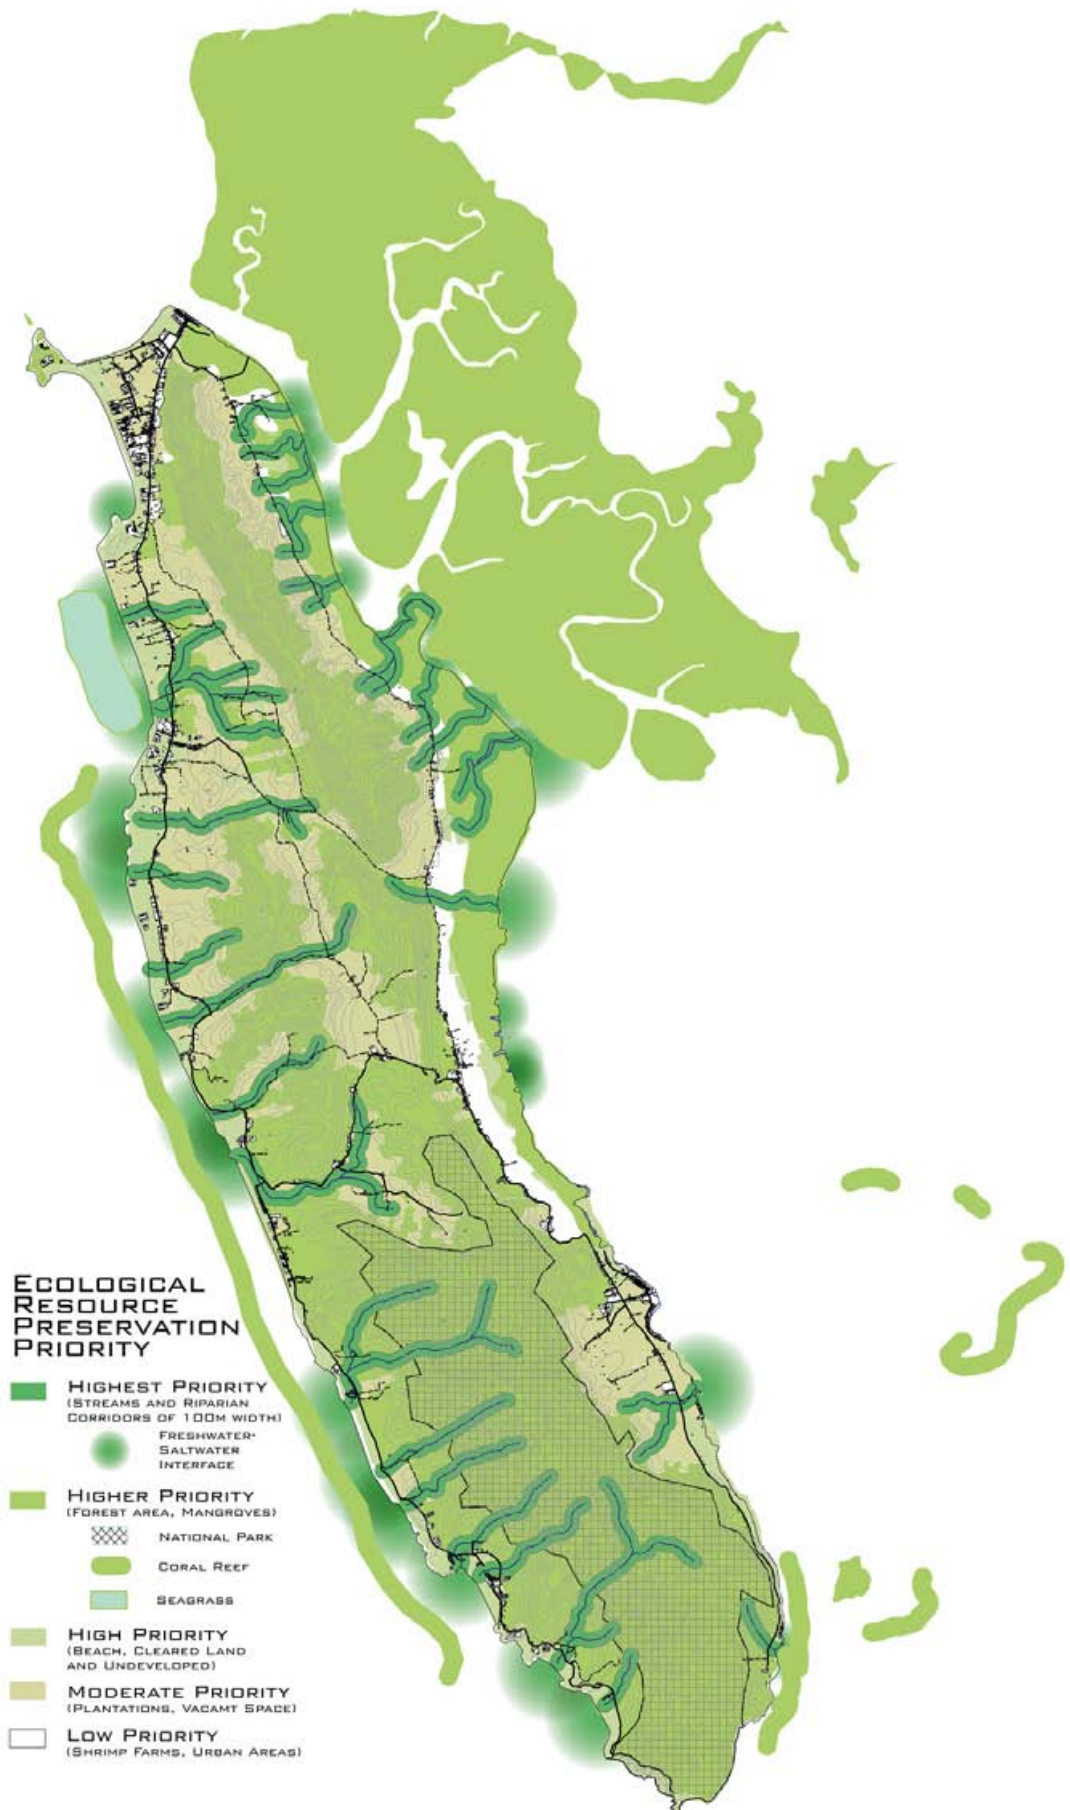 ECOLOGICAL
RESOURCE
PRESERVATION
PRIORITY
HIGHEST PRIORITY
(STREAMS AND RIPARIAN
CORRIDORS OF 100M WIDTH)
FRESHWATER-
SALTWATER
INTERFACE
HIGHER PRIORITY
(FOREST AREA, MANGROVES)
NATIONAL PARK
CORAL REEF
SEAGRASS
HIGH PRIORITY
(BEACH, CLEARED LAND
AND UNDEVELOPED)
MODERATE PRIORITY
(PLANTATIONS, VACAMT SPACE)
LOW PRIORITY
(SHRIMP FARMS, URBAN AREAS)